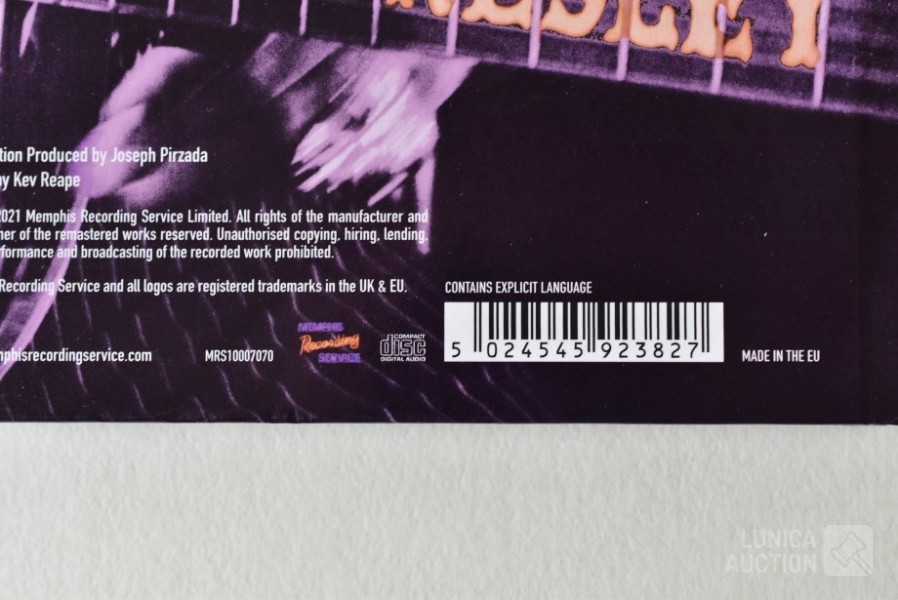 RESLEY
tion Produced by Joseph Pirzada
by Kev Reape
2021 Memphis Recording Service Limited. All rights of the manufacturer and
ner of the remastered works reserved. Unauthorised copying, hiring, lending,
rformance and broadcasting of the recorded work prohibited.
Recording Service and all logos are registered trademarks in the UK & EU.
CONTAINS EXPLICIT LANGUAGE
mphisrecordingservice.com
MRS10007070
MEMPHIS
Recording
SERVICE
COMPACT
disc
DIGITAL AUDIO
5 024545 923827
MADE IN THE EU
LUNICA
AUCTION